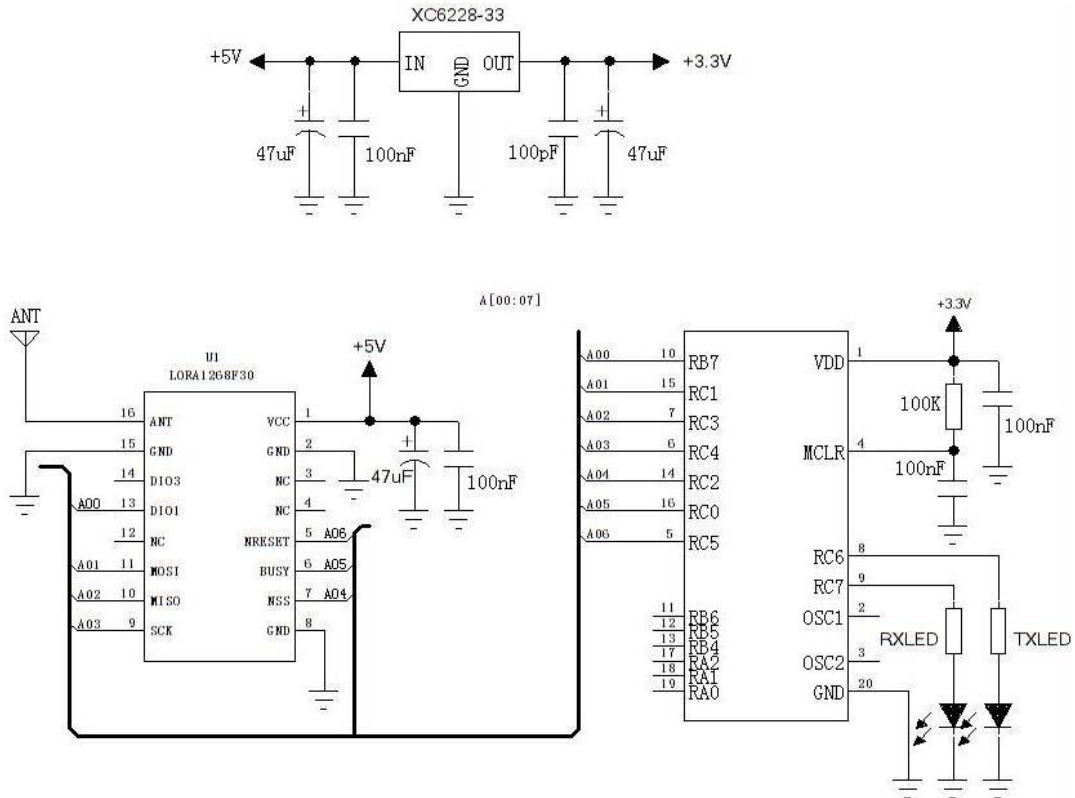 XC6228-33
+5V
IN
GND
OUT
+3.3V
47uF
100nF
100pF
47uF
A[00:07]
ANT
U1
LORA1268F30
+5V
16 ANT
15 GND
14 DIO3
A00 13 DIO1
12 NC
A01 11 MOSI
A02 10 MISO
A03 9 SCK
VCC 1
GND 2
NC 3
NC 4
NRESET 5 A06
BUSY 6 A05
NSS 7 A04
GND 8
47uF
100nF
A00 10 RB7
A01 15 RC1
A02 7 RC3
A03 6 RC4
A04 14 RC2
A05 16 RC0
A06 5 RC5
11 RB6
12 RB5
13 RB4
17 RA2
18 RA1
19 RA0
+3.3V
VDD 1
100K
100nF
MCLR 4
100nF
RC6 8
RC7 9
OSC1 2
OSC2 3
GND 20
RXLED
TXLED